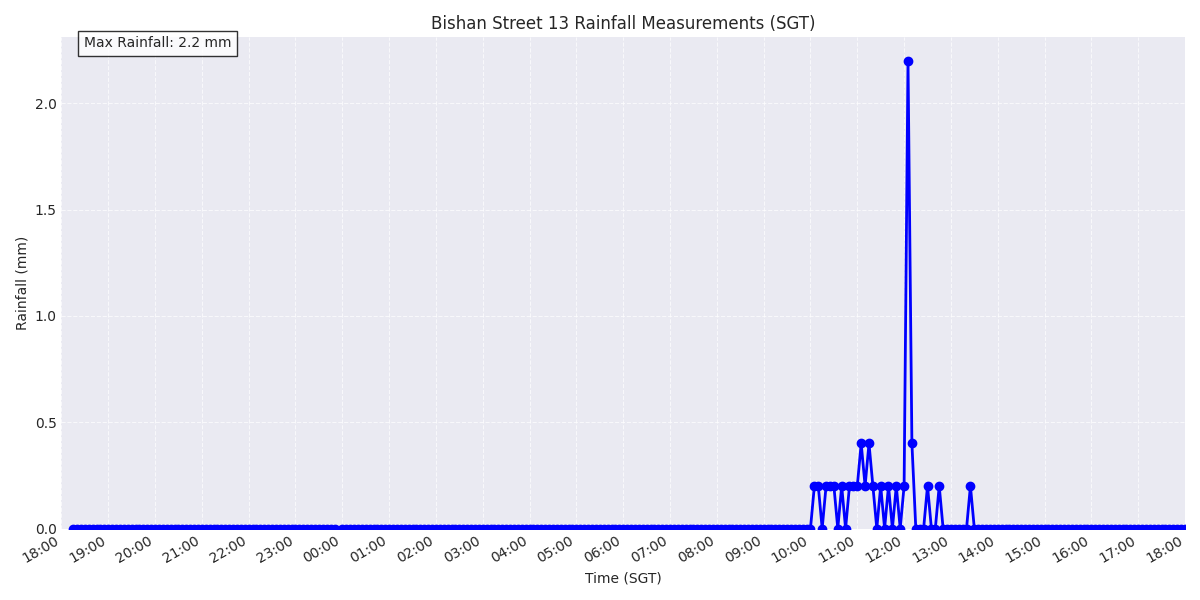 Bishan Street 13 Rainfall Measurements (SGT)
Max Rainfall: 2.2 mm
2.0
1.5
1.0
0.5
0.0
Rainfall (mm)
18:00 19:00 20:00 21:00 22:00 23:00 00:00 01:00 02:00 03:00 04:00 05:00 06:00 07:00 08:00 09:00 10:00 11:00 12:00 13:00 14:00 15:00 16:00 17:00 18:00
Time (SGT)